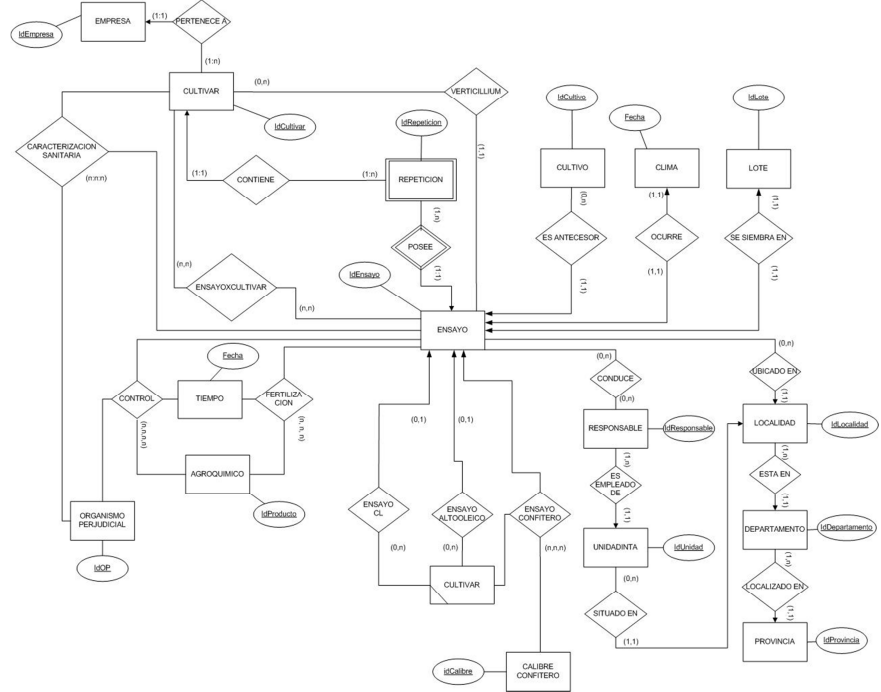 EMPRESA
IdEmpresa
(1:1)
PERTENECE A
(1:n)
CULTIVAR
(0,n)
VERTICILLIUM
IdCultivar
IdRepeticion
IdCultivo
Fecha
IdLote
CARACTERIZACION
SANITARIA
(n:n:n)
(1:1)
CONTIENE
(1:n)
REPETICION
(1,1)
CULTIVO
CLIMA
LOTE
(1,n)
(0,n)
(1,1)
(1,1)
POSEE
ES ANTECESOR
OCURRE
SE SIEMBRA EN
(n,n)
ENSAYOXCULTIVAR
(n,n)
IdEnsayo
(1:1)
(1,1)
(1,1)
(1,1)
ENSAYO
(0,n)
(0,n)
Fecha
CONTROL
TIEMPO
FERTILIZA
CION
CONDUCE
UBICADO EN
(1:1)
(n,n,n,n)
(n, n, n)
(0,1)
(0,1)
(0,n)
RESPONSABLE
IdResponsable
LOCALIDAD
IdLocalidad
AGROQUIMICO
IdProducto
(1,n)
ES
EMPLEADO
DE
(1,n)
ESTA EN
ORGANISMO
PERJUDICIAL
ENSAYO
CL
ENSAYO
ALTOOLEICO
ENSAYO
CONFITERO
(1,1)
(1,1)
IdOP
(0,n)
(0,n)
(n,n,n)
UNIDADINTA
IdUnidad
DEPARTAMENTO
IdDepartamento
CULTIVAR
(0,n)
(1,n)
SITUADO EN
LOCALIZADO EN
(1,1)
(1,1)
idCalibre
CALIBRE
CONFITERO
PROVINCIA
IdProvincia